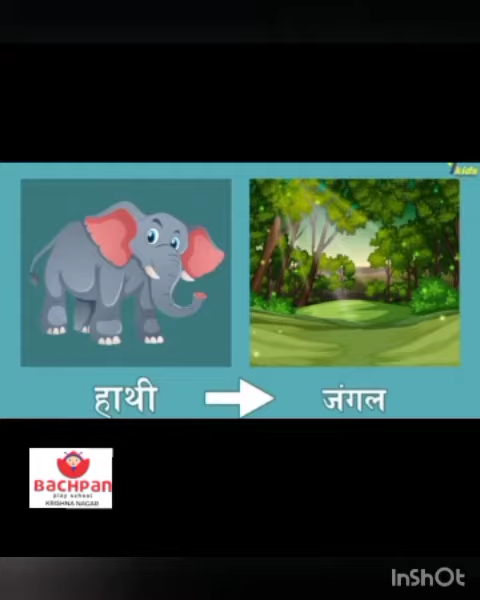 kids
हाथी
जंगल
BACHPAN
play school
KRISHNA NAGAR
InShOt